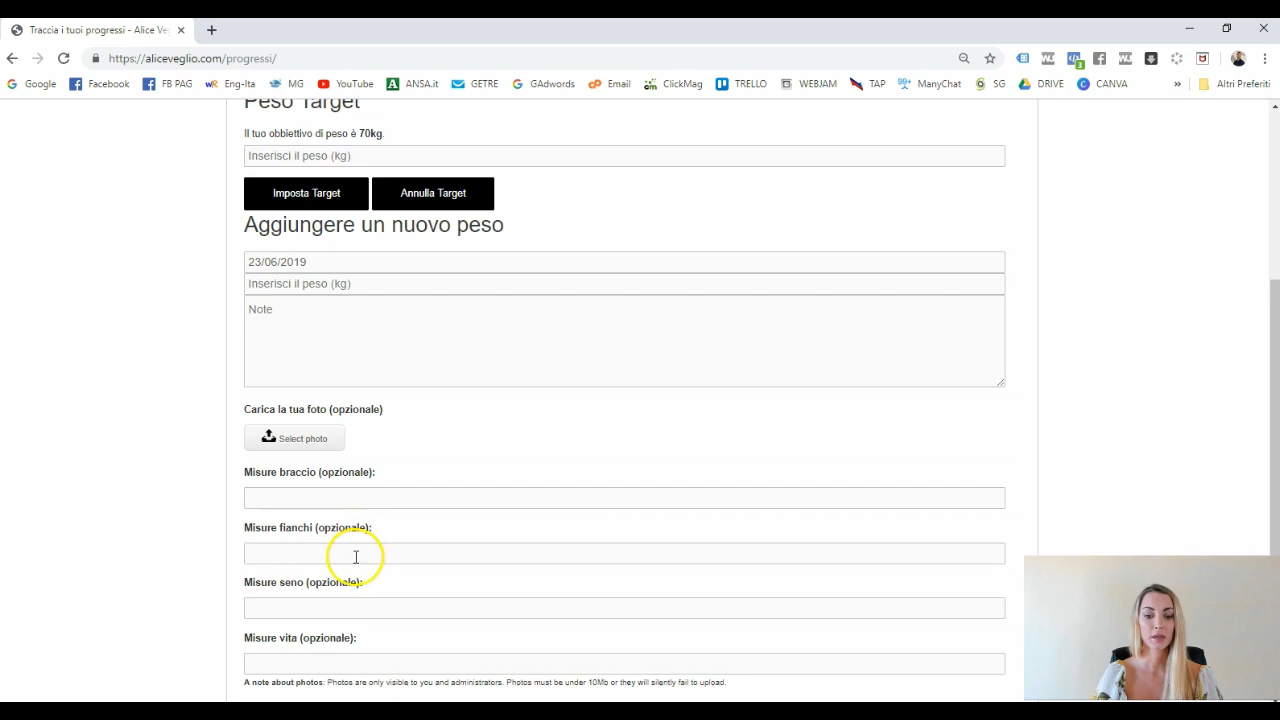 Traccia i tuoi progressi - Alice Ve
https://aliceveglio.com/progressi/
Google Facebook FB PAG Eng-Ita MG YouTube ANSA.it GETRE GAdwords Email ClickMag TRELLO WEBJAM TAP ManyChat SG DRIVE CANVA » Altri Preferiti
Peso Target
Il tuo obbiettivo di peso è 70kg.
Inserisci il peso (kg)
Imposta Target Annulla Target
Aggiungere un nuovo peso
23/06/2019
Inserisci il peso (kg)
Note
Carica la tua foto (opzionale)
Select photo
Misure braccio (opzionale):
Misure fianchi (opzionale):
Misure seno (opzionale):
Misure vita (opzionale):
A note about photos: Photos are only visible to you and administrators. Photos must be under 10Mb or they will silently fail to upload.